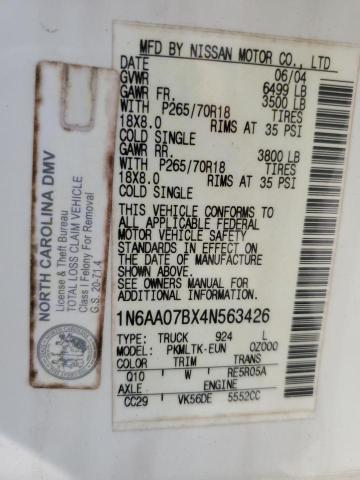 MFD BY NISSAN MOTOR CO., LTD
DATE 06/04
GVWR 6499 LB
GAWR FR. 3500 LB
WITH P265/70R18 TIRES
18X8.0 RIMS AT 35 PSI
COLD SINGLE
GAWR RR. 3800 LB
WITH P265/70R18 TIRES
18X8.0 RIMS AT 35 PSI
COLD SINGLE
THIS VEHICLE CONFORMS TO
ALL APPLICABLE FEDERAL
MOTOR VEHICLE SAFETY
STANDARDS IN EFFECT ON
THE DATE OF MANUFACTURE
SHOWN ABOVE.
SEE OWNERS MANUAL FOR
ADDITIONAL INFORMATION
1N6AA07BX4N563426
TYPE: TRUCK 924 L
MODEL: PKMLTK-EUN 0Z000
COLOR TRIM TRANS
Q10 W RE5R05A
AXLE ENGINE
CC29 VK56DE 5552CC
NORTH CAROLINA DMV
License & Theft Bureau
TOTAL LOSS CLAIM VEHICLE
Class I Felony For Removal
G.S. 20-71.4